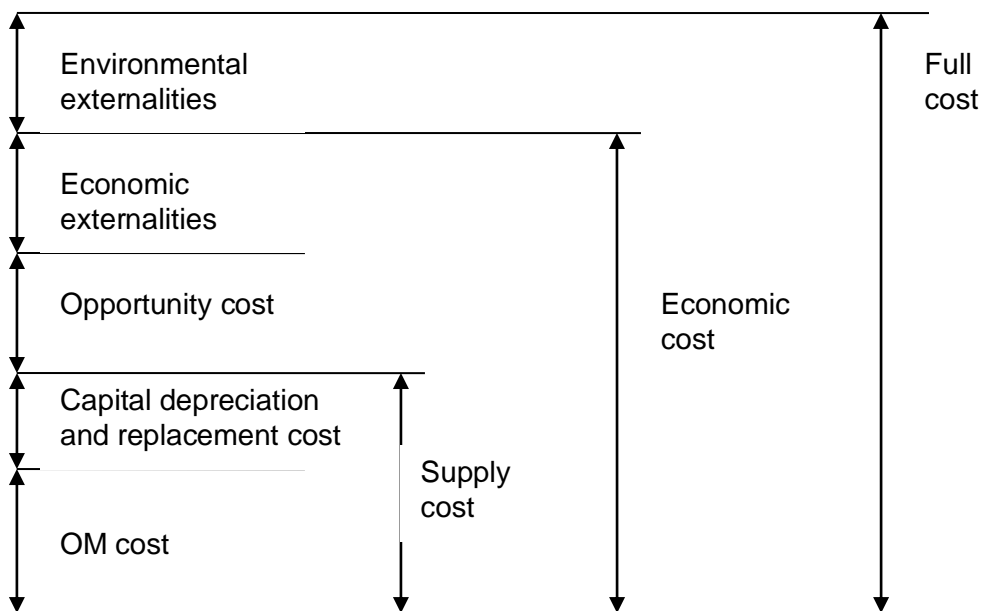 Environmental
externalities
Full
cost
Economic
externalities
Opportunity cost
Economic
cost
Capital depreciation
and replacement cost
Supply
cost
OM cost